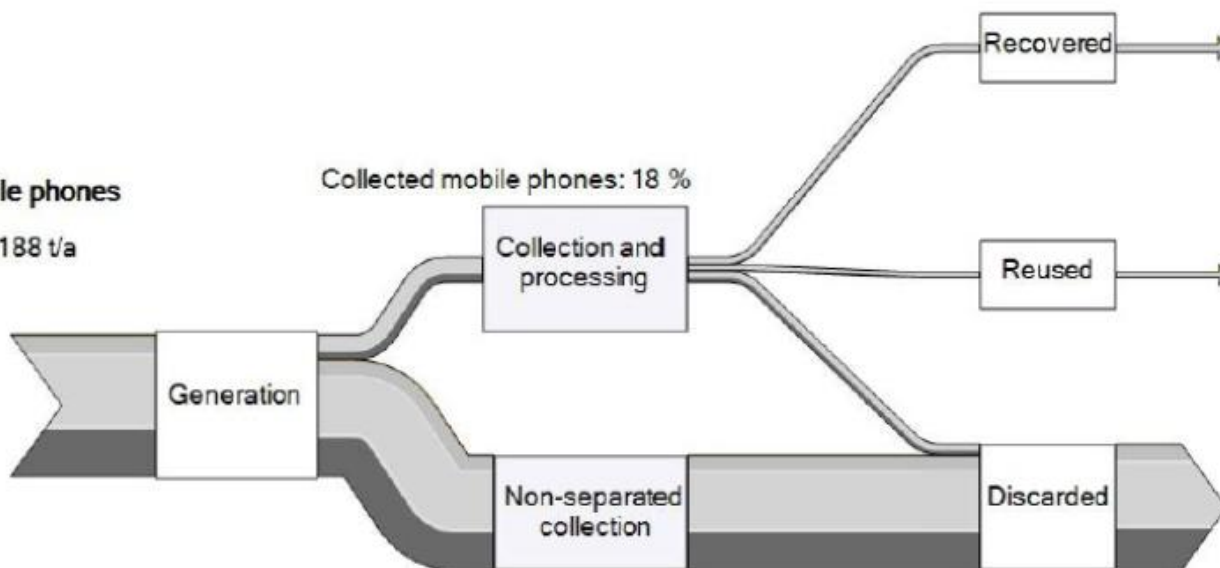 Recovered
le phones
Collected mobile phones: 18 %
188 t/a
Collection and
processing
Reused
Generation
Non-separated
collection
Discarded